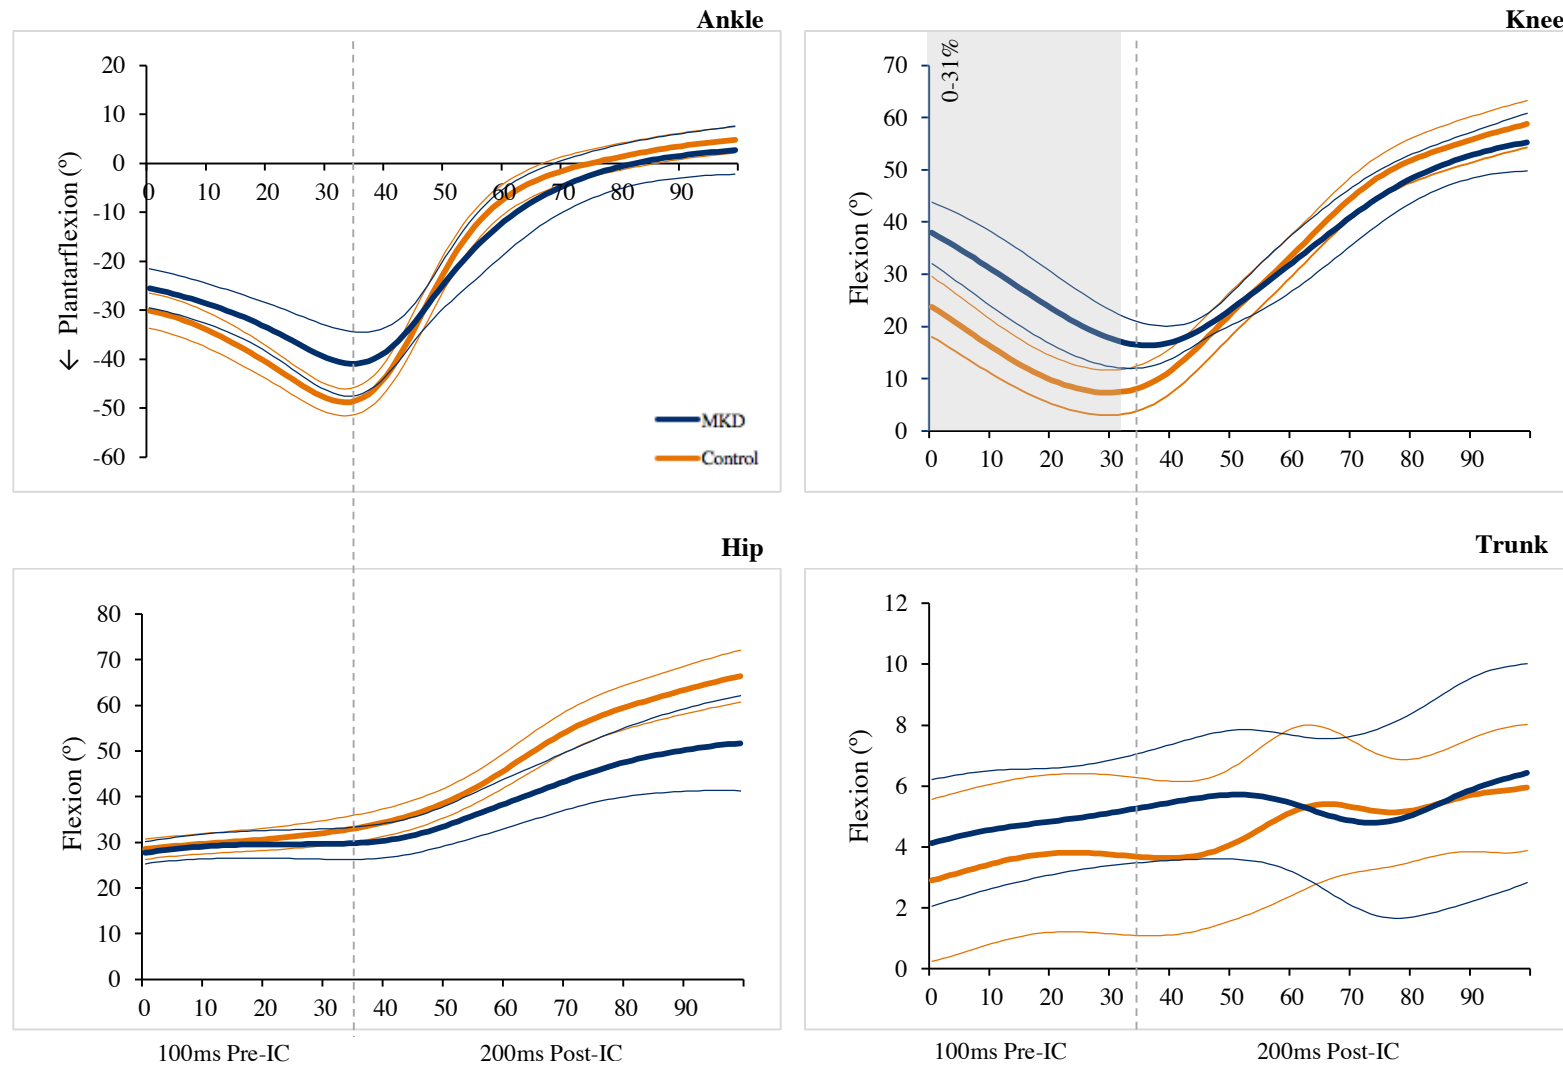 Ankle
Knee
20
10
0
-10
-20
-30
-40
-50
-60
← Plantarflexion (°)
0 10 20 30 40 50 60 70 80 90
MKD
Control
0-31%
70
60
50
40
30
20
10
0
Flexion (°)
0 10 20 30 40 50 60 70 80 90
Hip
Trunk
80
70
60
50
40
30
20
10
0
Flexion (°)
0 10 20 30 40 50 60 70 80 90
12
10
8
6
4
2
0
Flexion (°)
0 10 20 30 40 50 60 70 80 90
100ms Pre-IC 200ms Post-IC
100ms Pre-IC 200ms Post-IC